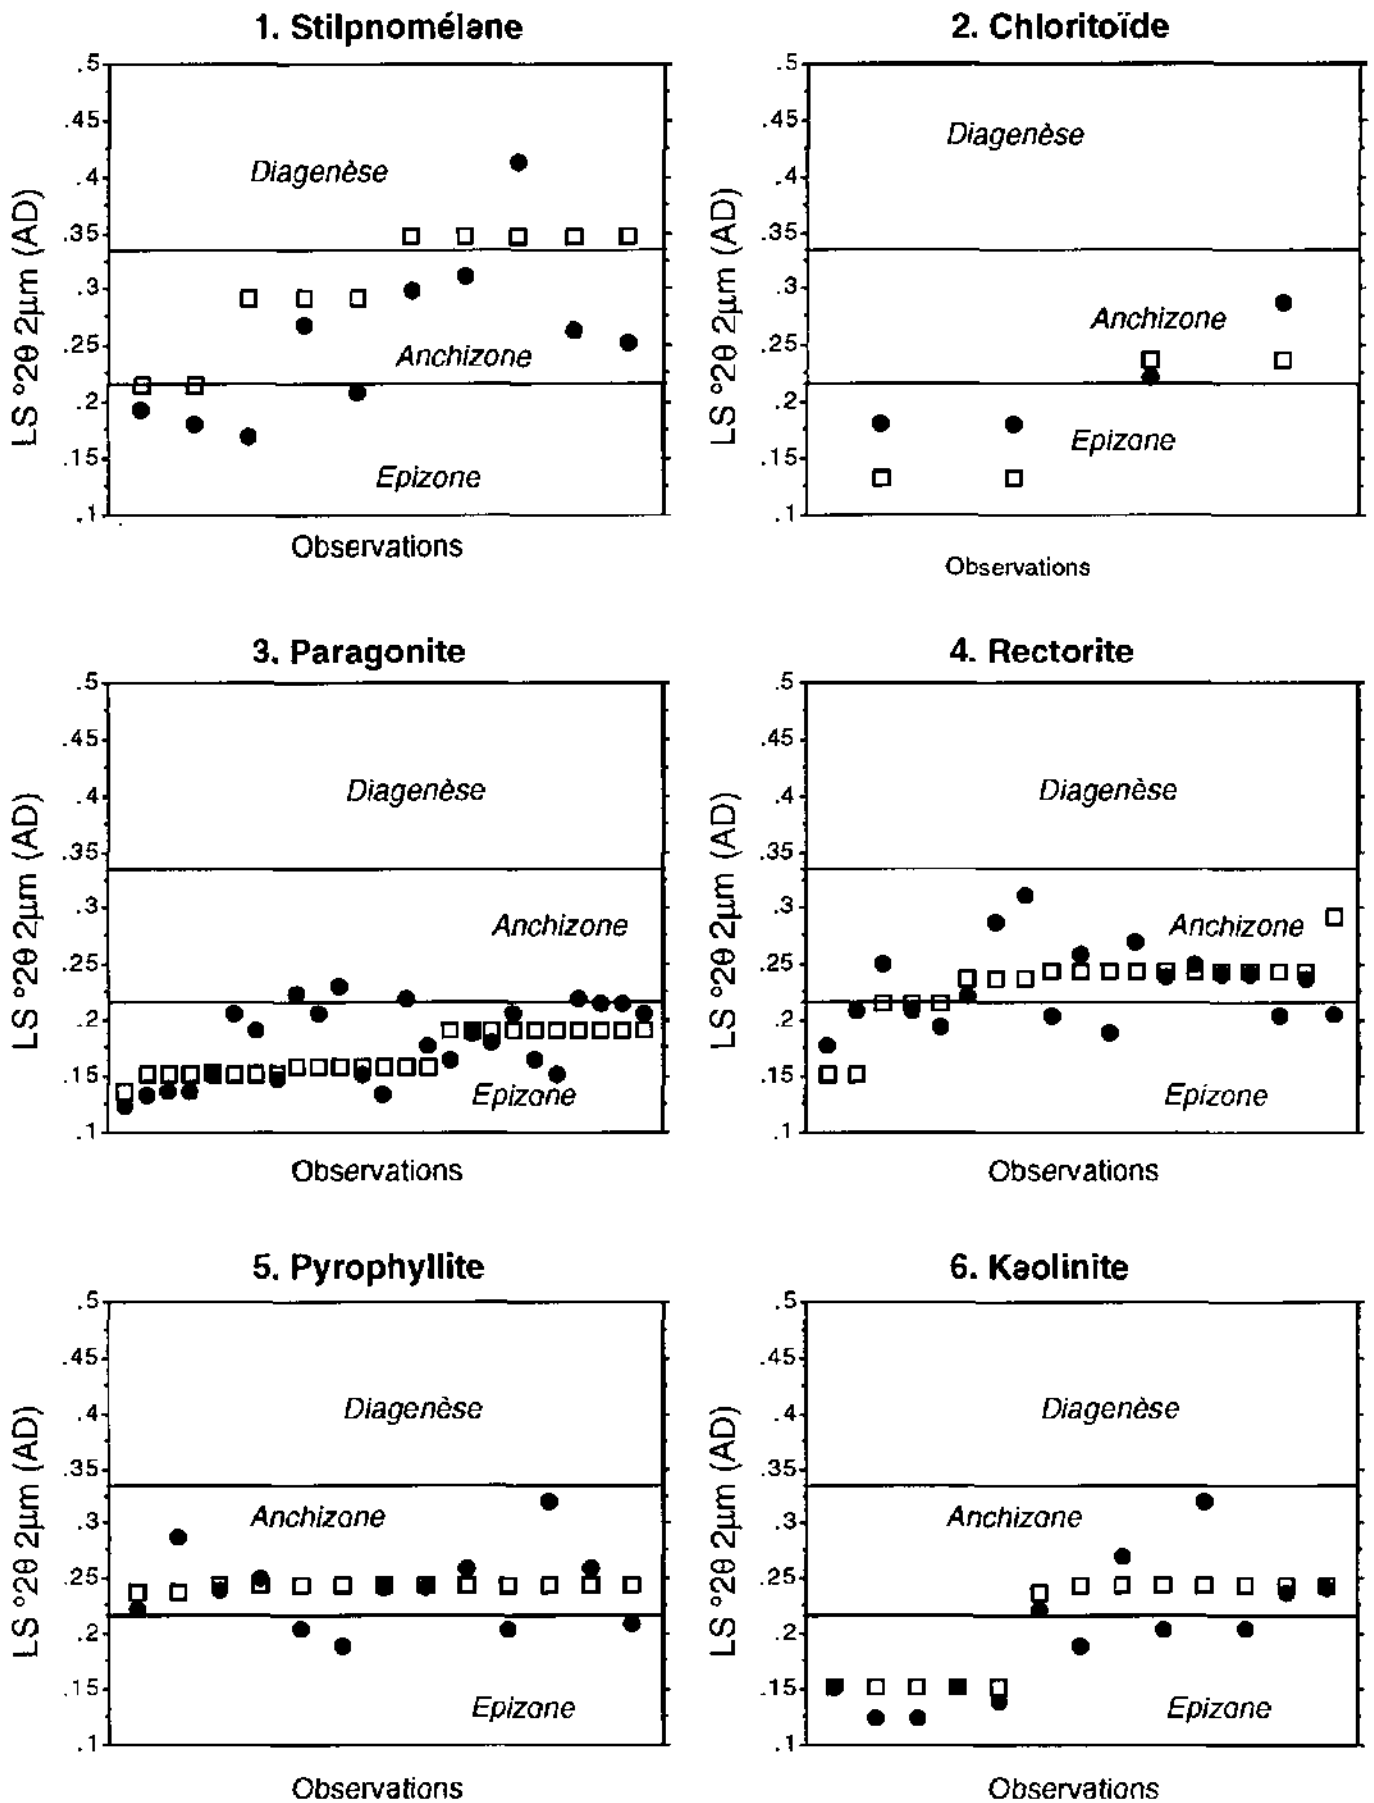 1. Stilpnomélane
.5
.45
.4
.35
.3
.25
.2
.15
.1
LS °2θ 2µm (AD)
Diagenèse
Anchizone
Epizone
Observations
2. Chloritoïde
.5
.45
.4
.35
.3
.25
.2
.15
.1
LS °2θ 2µm (AD)
Diagenèse
Anchizone
Epizone
Observations
3. Paragonite
.5
.45
.4
.35
.3
.25
.2
.15
.1
LS °2θ 2µm (AD)
Diagenèse
Anchizone
Epizone
Observations
4. Rectorite
.5
.45
.4
.35
.3
.25
.2
.15
.1
LS °2θ 2µm (AD)
Diagenèse
Anchizone
Epizone
Observations
5. Pyrophyllite
.5
.45
.4
.35
.3
.25
.2
.15
.1
LS °2θ 2µm (AD)
Diagenèse
Anchizone
Epizone
Observations
6. Kaolinite
.5
.45
.4
.35
.3
.25
.2
.15
.1
LS °2θ 2µm (AD)
Diagenèse
Anchizone
Epizone
Observations